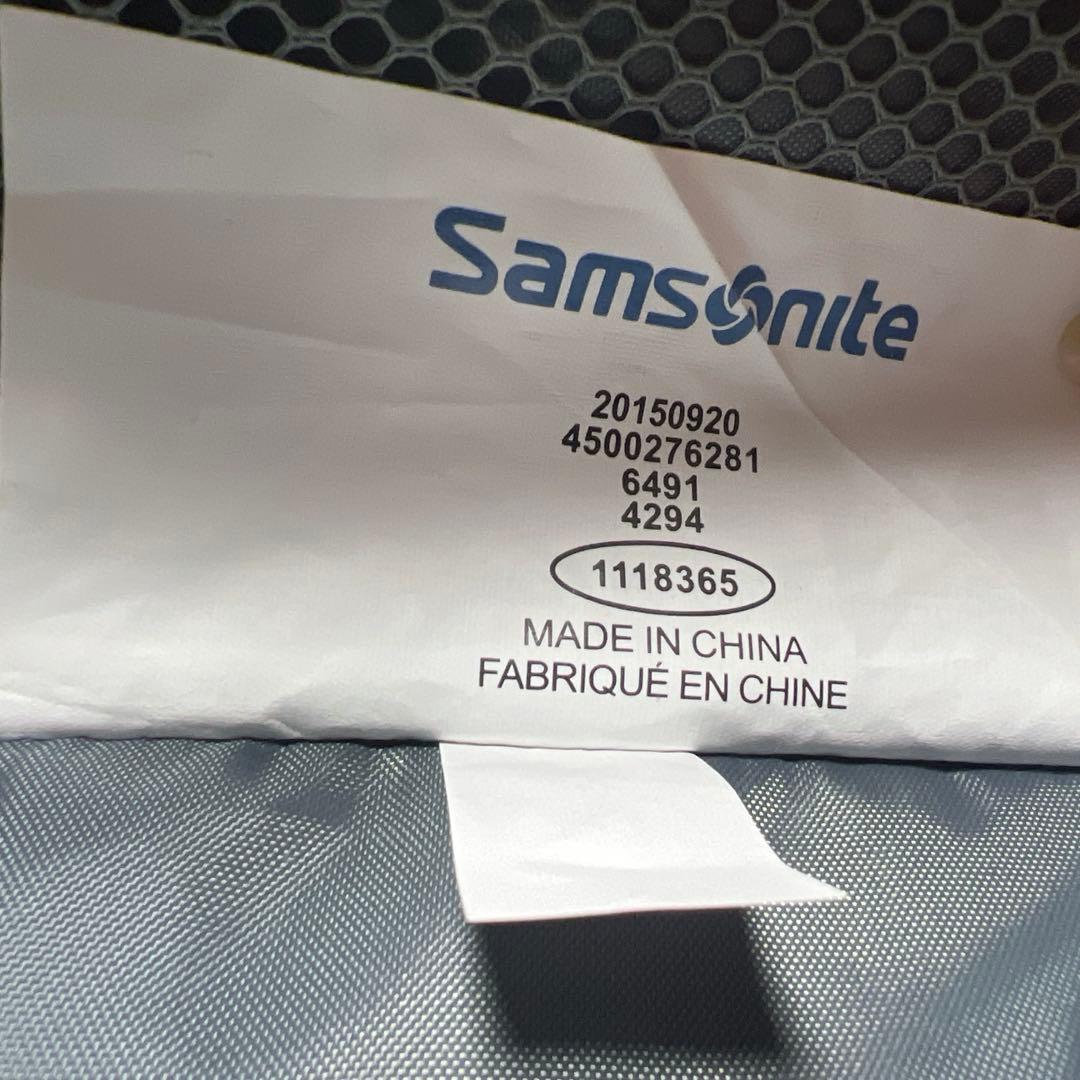 Samsonite
20150920
4500276281
6491
4294
1118365
MADE IN CHINA
FABRIQUÉ EN CHINE